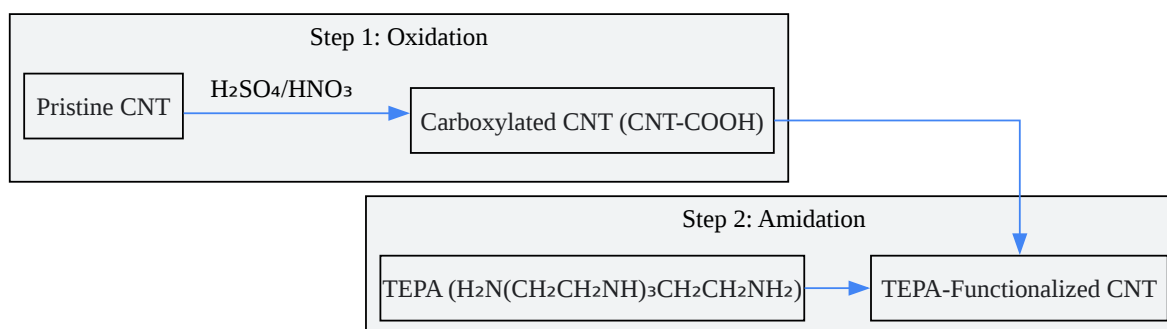 Step 1: Oxidation
Pristine CNT
H₂SO₄/HNO₃
Carboxylated CNT (CNT-COOH)
Step 2: Amidation
TEPA (H₂N(CH₂CH₂NH)₃CH₂CH₂NH₂)
TEPA-Functionalized CNT